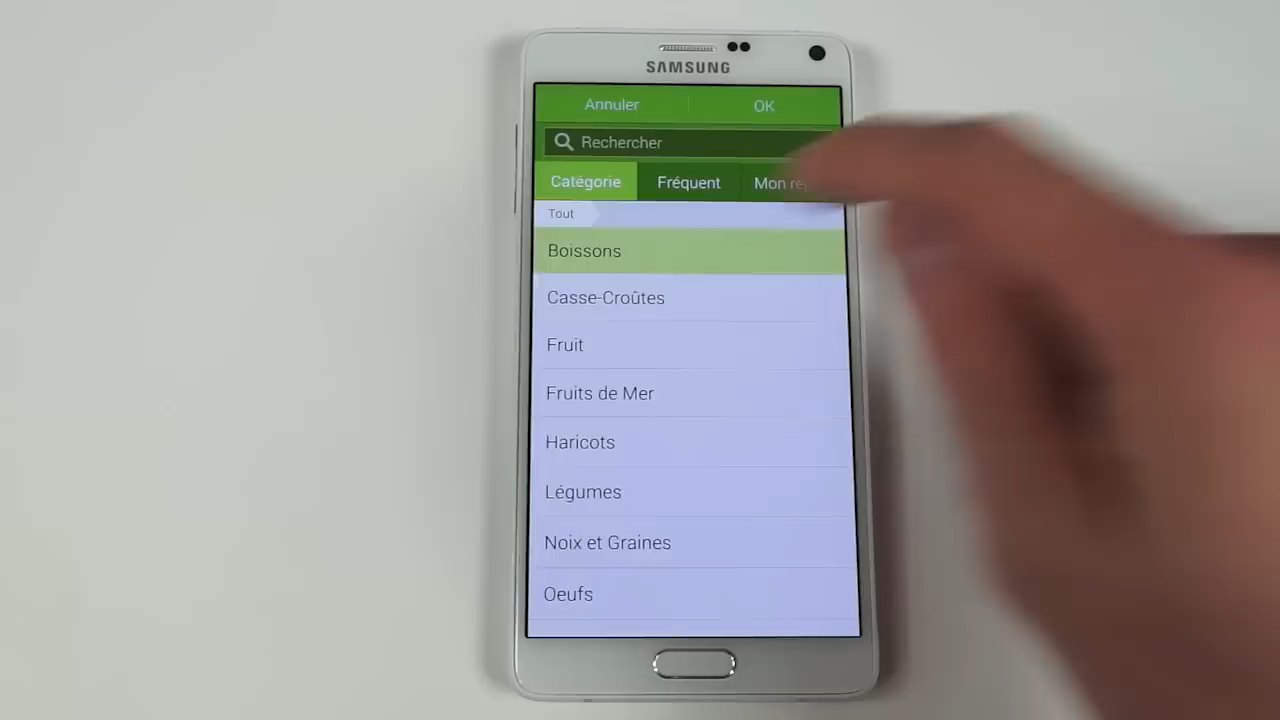 SAMSUNG
Annuler OK
Rechercher
Catégorie Fréquent Mon
Tout
Boissons
Casse-Croûtes
Fruit
Fruits de Mer
Haricots
Légumes
Noix et Graines
Oeufs